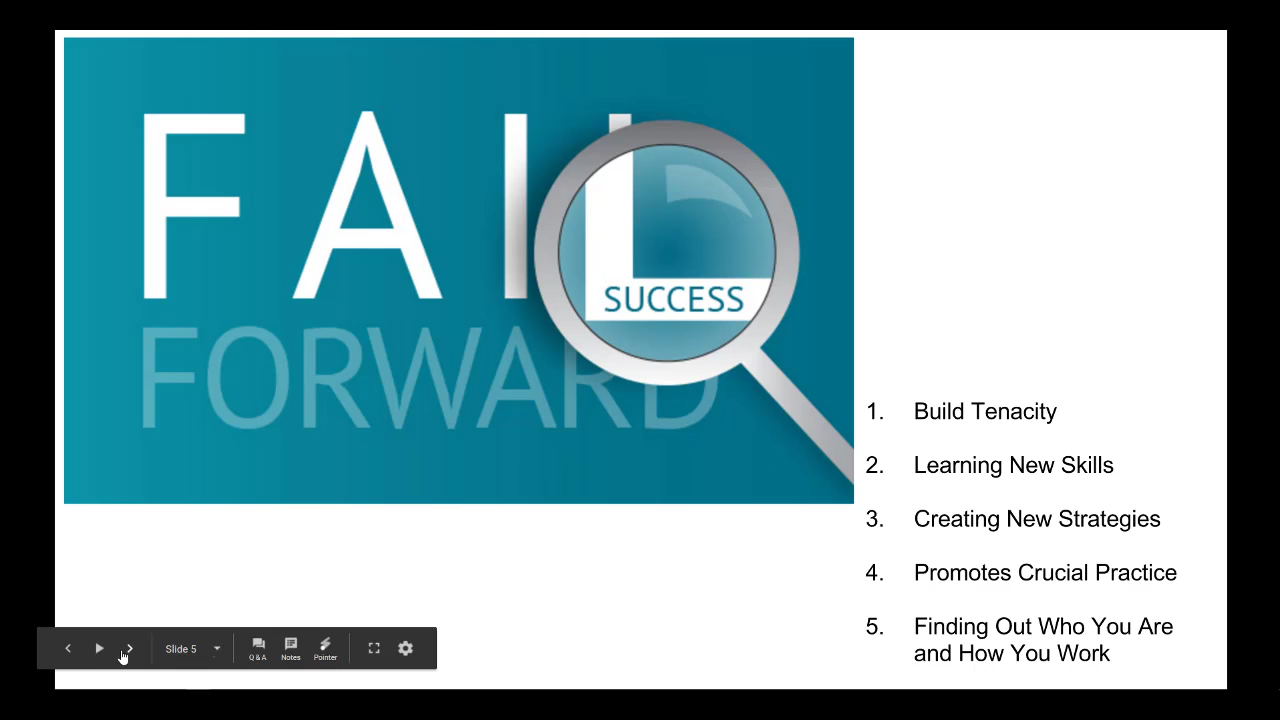 FAIL
SUCCESS
FORWARD
1. Build Tenacity
2. Learning New Skills
3. Creating New Strategies
4. Promotes Crucial Practice
5. Finding Out Who You Are
and How You Work
Slide 5
Q&A
Notes
Pointer